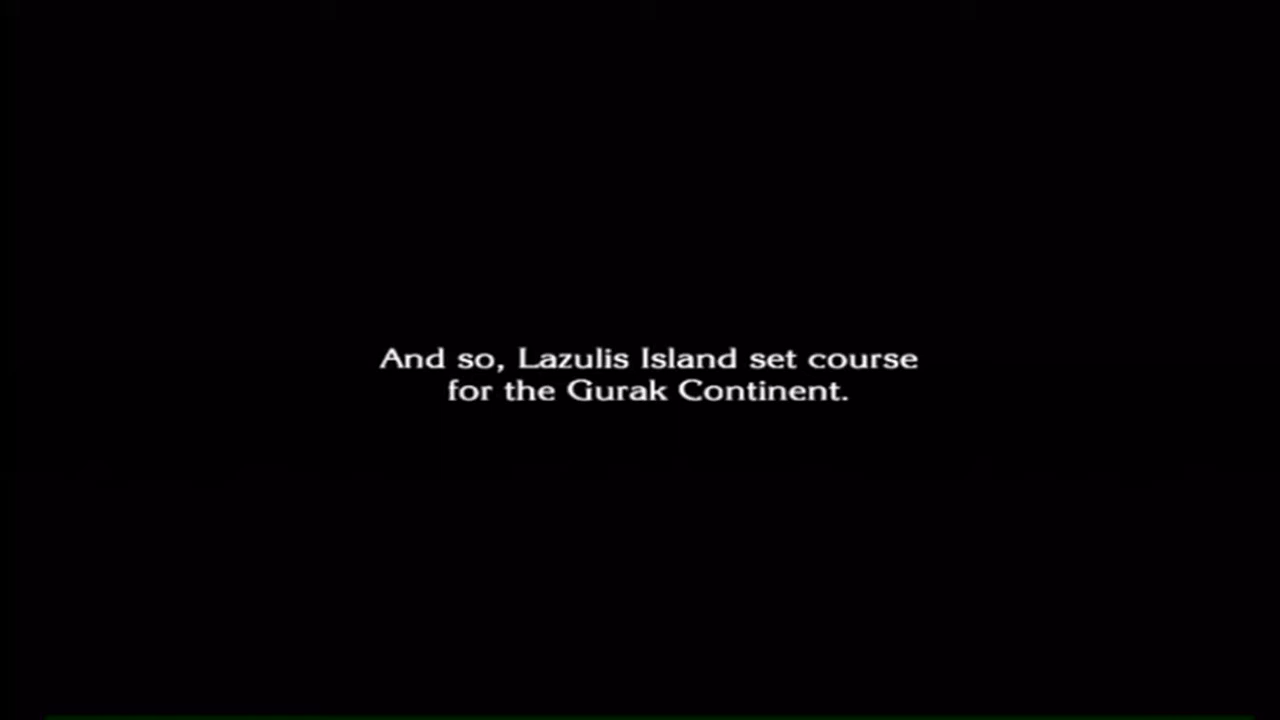 And so, Lazulis Island set course
for the Gurak Continent.